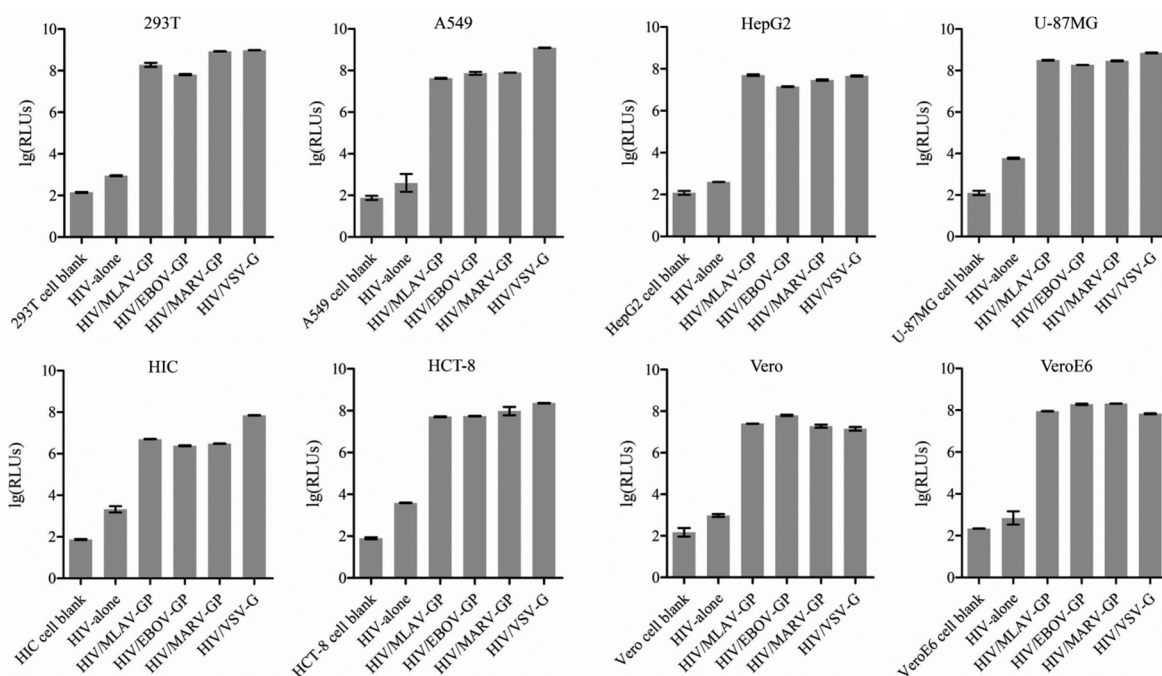 293T
lg(RLUs)
10
8
6
4
2
0
293T cell blank
HIV-alone
HIV/MLAV-GP
HIV/EBOV-GP
HIV/MARV-GP
HIV/VSV-G
A549
lg(RLUs)
10
8
6
4
2
0
A549 cell blank
HIV-alone
HIV/MLAV-GP
HIV/EBOV-GP
HIV/MARV-GP
HIV/VSV-G
HepG2
lg(RLUs)
10
8
6
4
2
0
HepG2 cell blank
HIV-alone
HIV/MLAV-GP
HIV/EBOV-GP
HIV/MARV-GP
HIV/VSV-G
U-87MG
lg(RLUs)
10
8
6
4
2
0
U-87MG cell blank
HIV-alone
HIV/MLAV-GP
HIV/EBOV-GP
HIV/MARV-GP
HIV/VSV-G
HIC
lg(RLUs)
10
8
6
4
2
0
HIC cell blank
HIV-alone
HIV/MLAV-GP
HIV/EBOV-GP
HIV/MARV-GP
HIV/VSV-G
HCT-8
lg(RLUs)
10
8
6
4
2
0
HCT-8 cell blank
HIV-alone
HIV/MLAV-GP
HIV/EBOV-GP
HIV/MARV-GP
HIV/VSV-G
Vero
lg(RLUs)
10
8
6
4
2
0
Vero cell blank
HIV-alone
HIV/MLAV-GP
HIV/EBOV-GP
HIV/MARV-GP
HIV/VSV-G
VeroE6
lg(RLUs)
10
8
6
4
2
0
VeroE6 cell blank
HIV-alone
HIV/MLAV-GP
HIV/EBOV-GP
HIV/MARV-GP
HIV/VSV-G